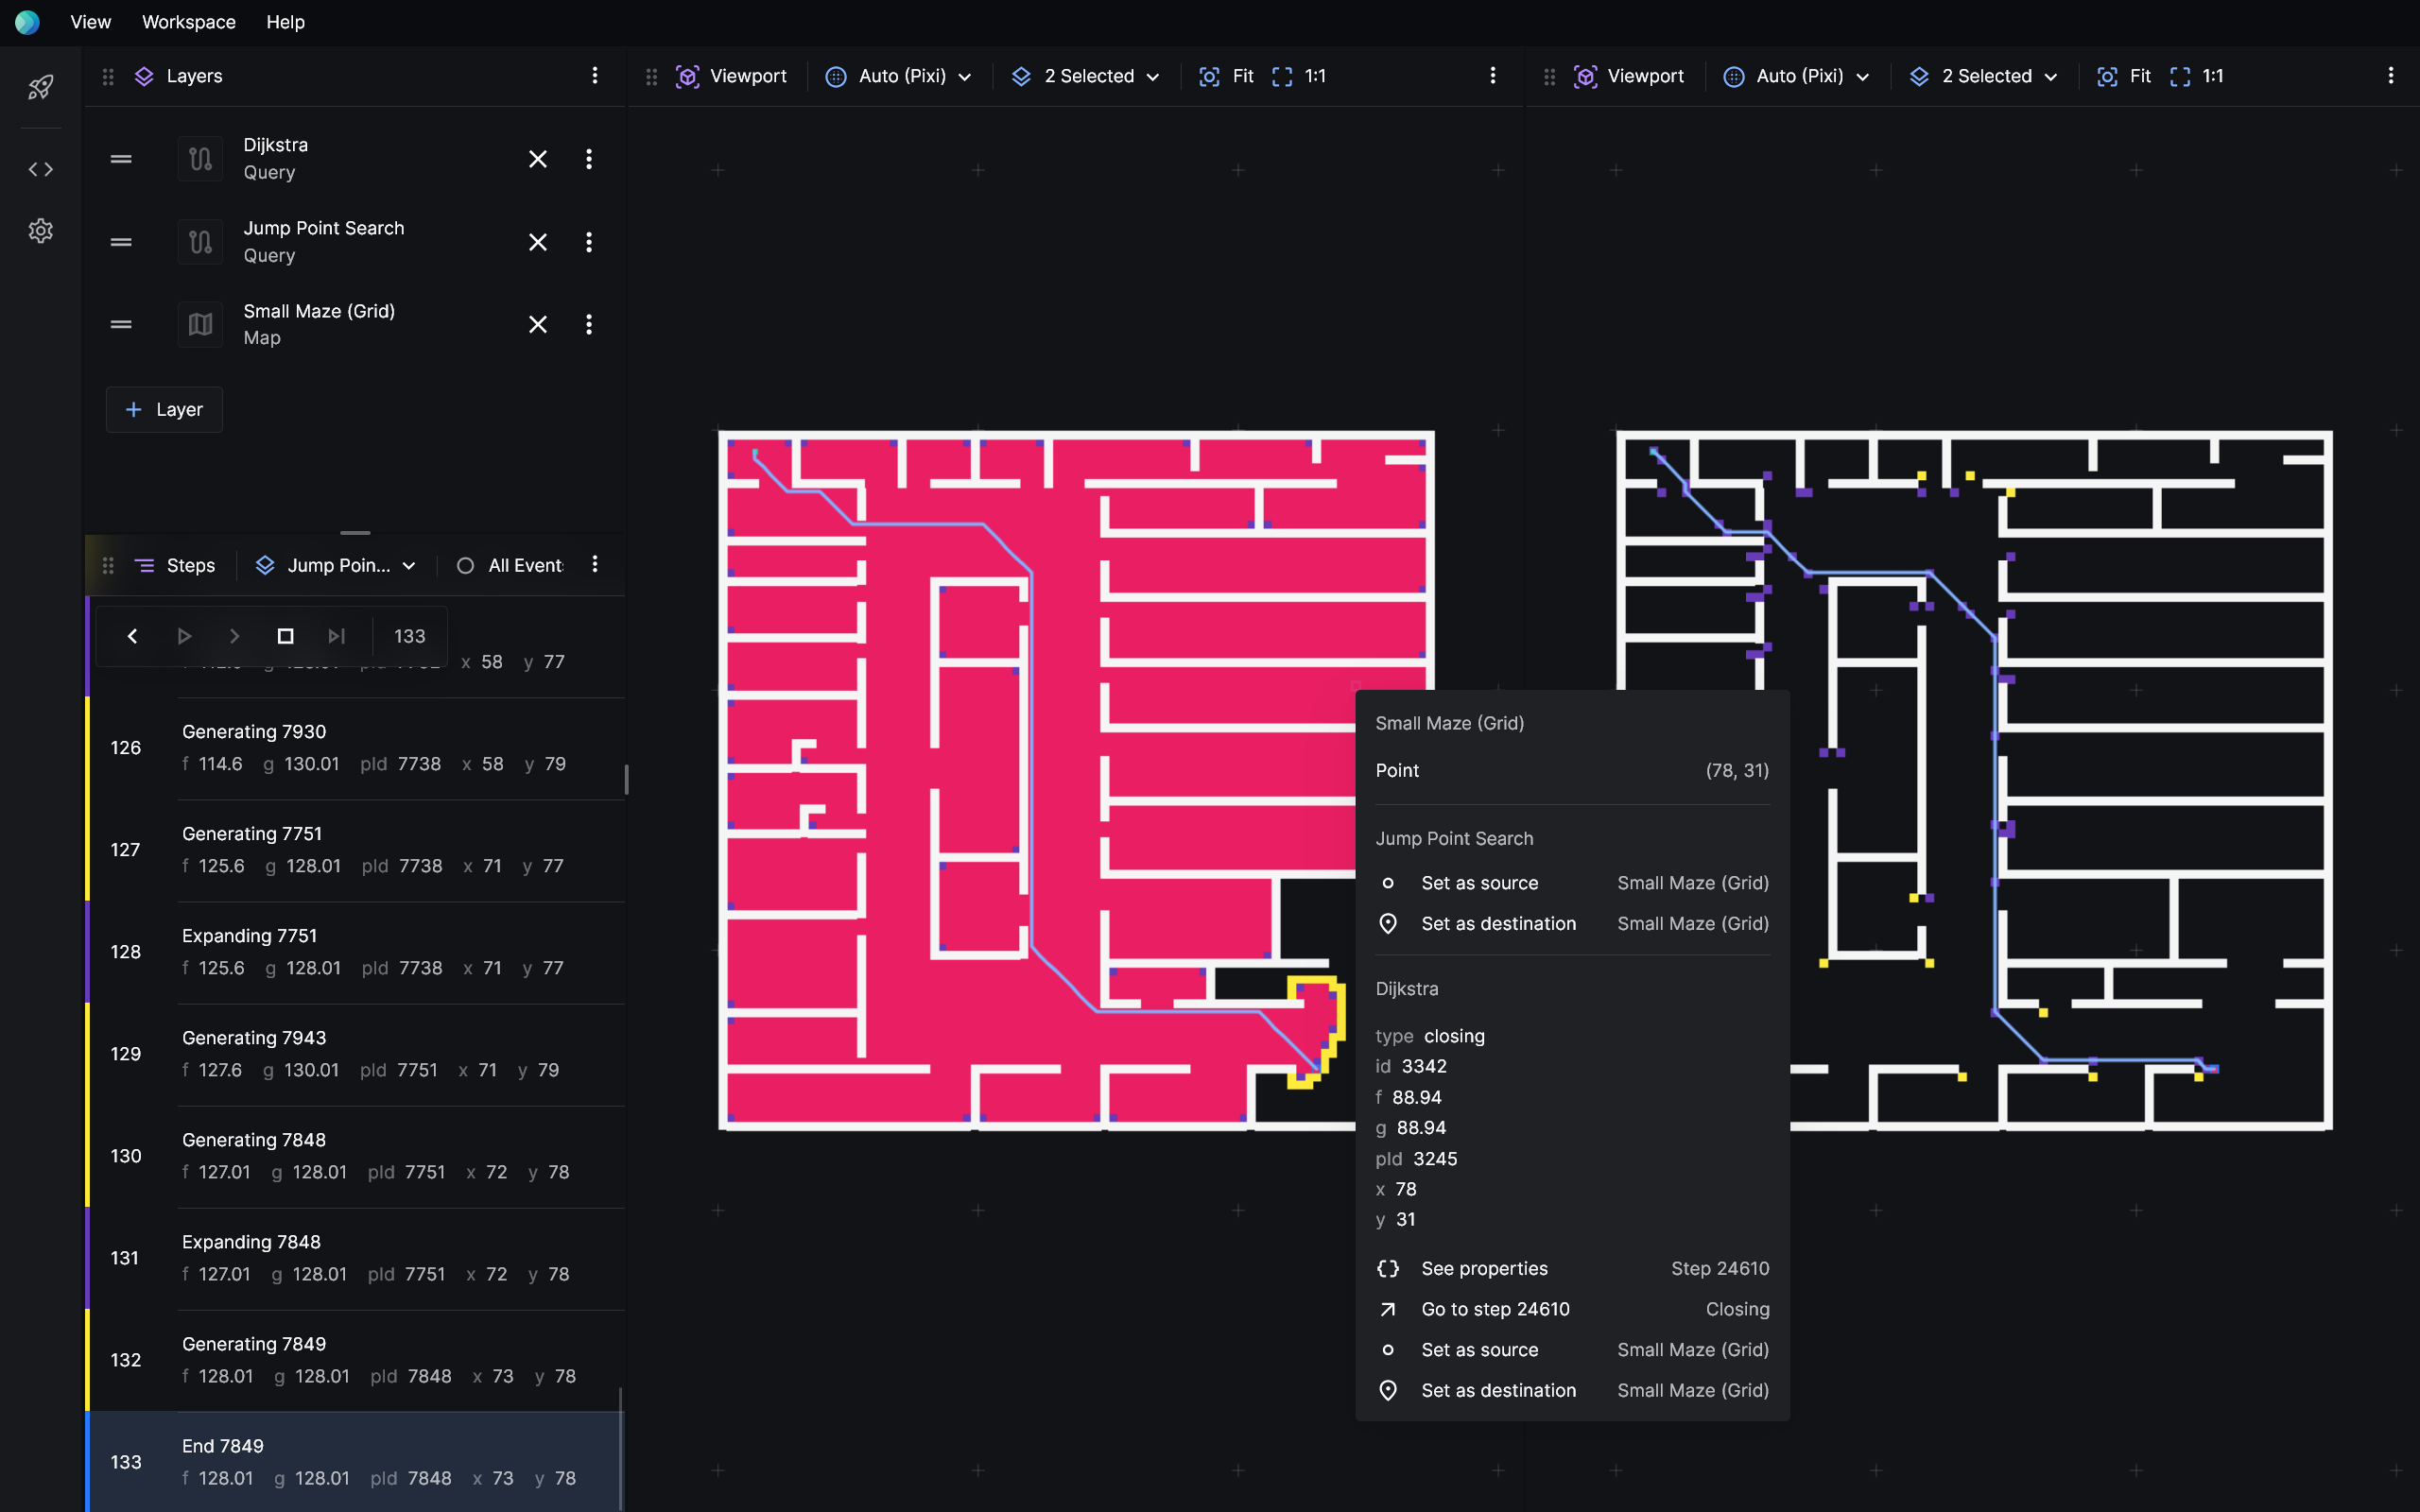 View Workspace Help
Layers
Dijkstra
Query
Jump Point Search
Query
Small Maze (Grid)
Map
Layer
Steps Jump Poin... All Event
133
x 58 y 77
126 Generating 7930
f 114.6 g 130.01 pId 7738 x 58 y 79
127 Generating 7751
f 125.6 g 128.01 pId 7738 x 71 y 77
128 Expanding 7751
f 125.6 g 128.01 pId 7738 x 71 y 77
129 Generating 7943
f 127.6 g 130.01 pId 7751 x 71 y 79
130 Generating 7848
f 127.01 g 128.01 pId 7751 x 72 y 78
131 Expanding 7848
f 127.01 g 128.01 pId 7751 x 72 y 78
132 Generating 7849
f 128.01 g 128.01 pId 7848 x 73 y 78
133 End 7849
f 128.01 g 128.01 pId 7848 x 73 y 78
Viewport Auto (Pixi) 2 Selected Fit 1:1
Viewport Auto (Pixi) 2 Selected Fit 1:1
Small Maze (Grid)
Point (78, 31)
Jump Point Search
Set as source Small Maze (Grid)
Set as destination Small Maze (Grid)
Dijkstra
type closing
id 3342
f 88.94
g 88.94
pId 3245
x 78
y 31
See properties Step 24610
Go to step 24610 Closing
Set as source Small Maze (Grid)
Set as destination Small Maze (Grid)